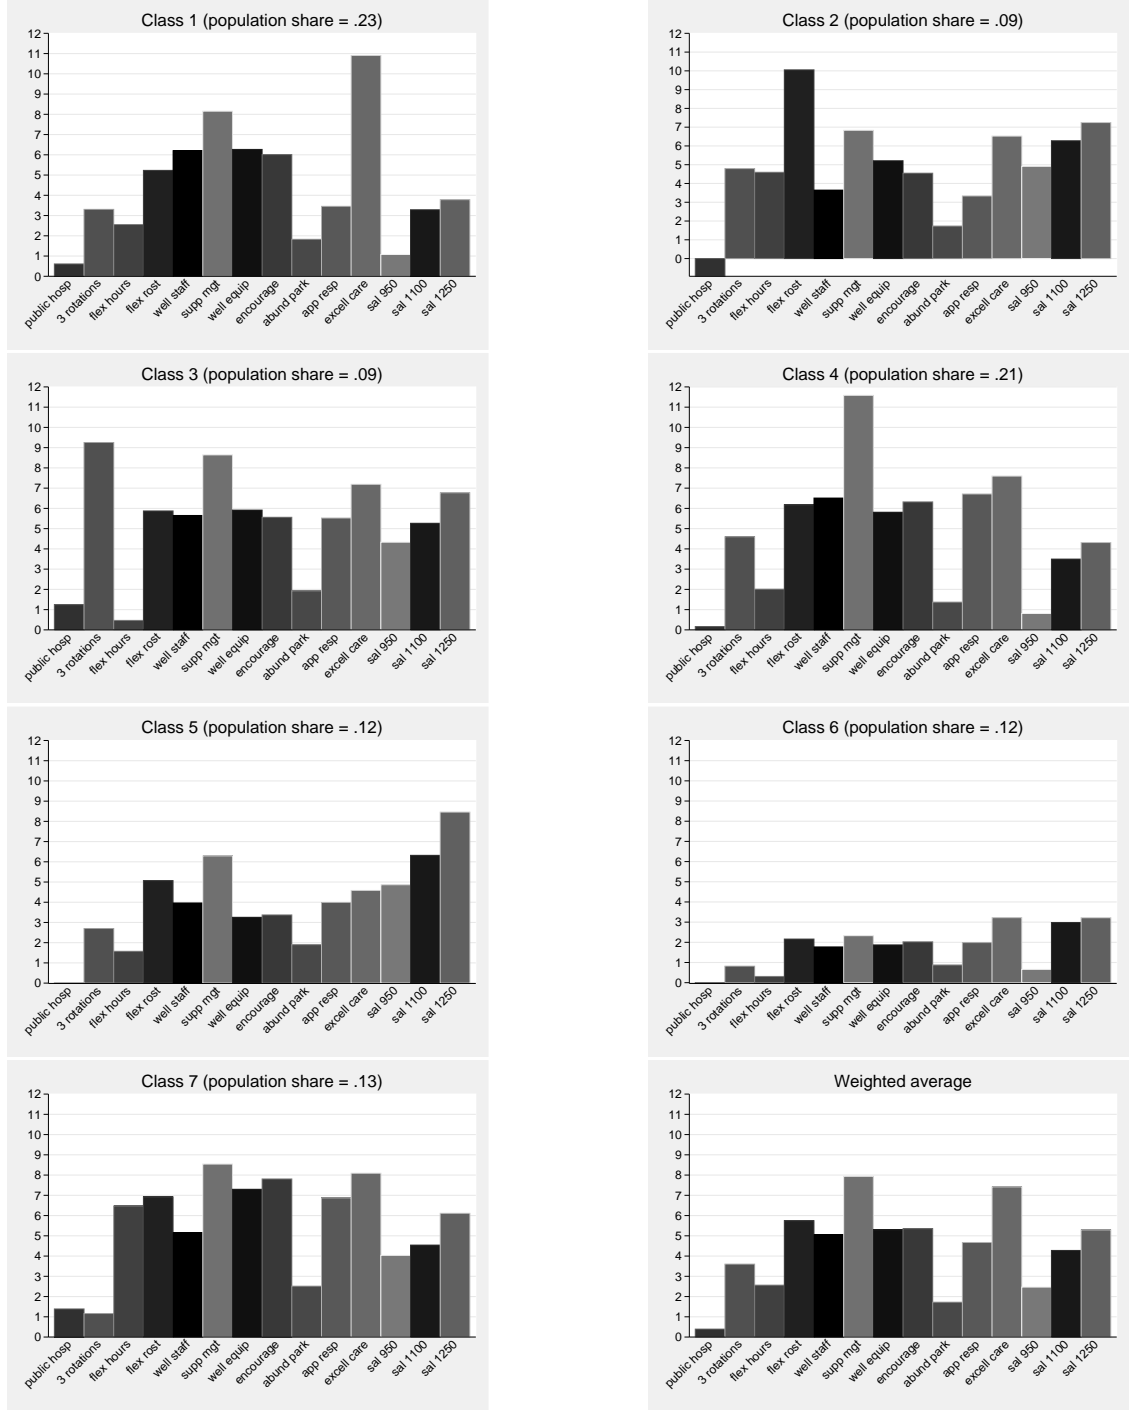 Class 1 (population share = .23)
12
11
10
9
8
7
6
5
4
3
2
1
0
public hosp
3 rotations
flex hours
flex rost
well staff
supp mgt
well equip
encourage
abund park
app resp
excell care
sal 950
sal 1100
sal 1250
Class 2 (population share = .09)
12
11
10
9
8
7
6
5
4
3
2
1
0
public hosp
3 rotations
flex hours
flex rost
well staff
supp mgt
well equip
encourage
abund park
app resp
excell care
sal 950
sal 1100
sal 1250
Class 3 (population share = .09)
12
11
10
9
8
7
6
5
4
3
2
1
0
public hosp
3 rotations
flex hours
flex rost
well staff
supp mgt
well equip
encourage
abund park
app resp
excell care
sal 950
sal 1100
sal 1250
Class 4 (population share = .21)
12
11
10
9
8
7
6
5
4
3
2
1
0
public hosp
3 rotations
flex hours
flex rost
well staff
supp mgt
well equip
encourage
abund park
app resp
excell care
sal 950
sal 1100
sal 1250
Class 5 (population share = .12)
12
11
10
9
8
7
6
5
4
3
2
1
0
public hosp
3 rotations
flex hours
flex rost
well staff
supp mgt
well equip
encourage
abund park
app resp
excell care
sal 950
sal 1100
sal 1250
Class 6 (population share = .12)
12
11
10
9
8
7
6
5
4
3
2
1
0
public hosp
3 rotations
flex hours
flex rost
well staff
supp mgt
well equip
encourage
abund park
app resp
excell care
sal 950
sal 1100
sal 1250
Class 7 (population share = .13)
12
11
10
9
8
7
6
5
4
3
2
1
0
public hosp
3 rotations
flex hours
flex rost
well staff
supp mgt
well equip
encourage
abund park
app resp
excell care
sal 950
sal 1100
sal 1250
Weighted average
12
11
10
9
8
7
6
5
4
3
2
1
0
public hosp
3 rotations
flex hours
flex rost
well staff
supp mgt
well equip
encourage
abund park
app resp
excell care
sal 950
sal 1100
sal 1250